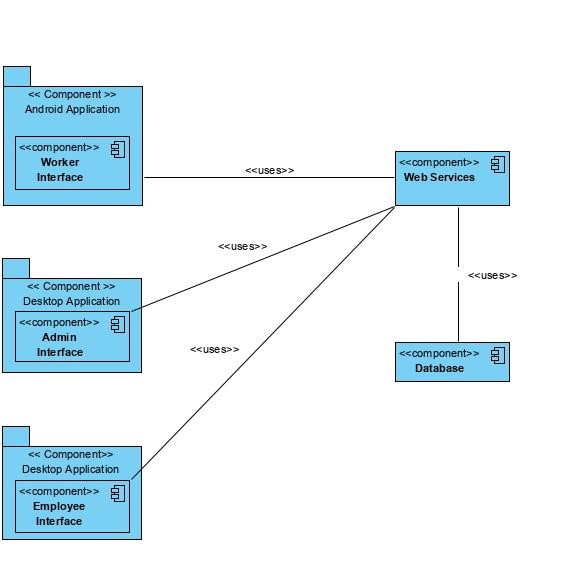 << Component >>
Android Application
<<component>>
Worker
Interface
<<uses>>
<<component>>
Web Services
<<uses>>
<< Component >>
Desktop Application
<<component>>
Admin
Interface
<<uses>>
<<uses>>
<<component>>
Database
<< Component>>
Desktop Application
<<component>>
Employee
Interface